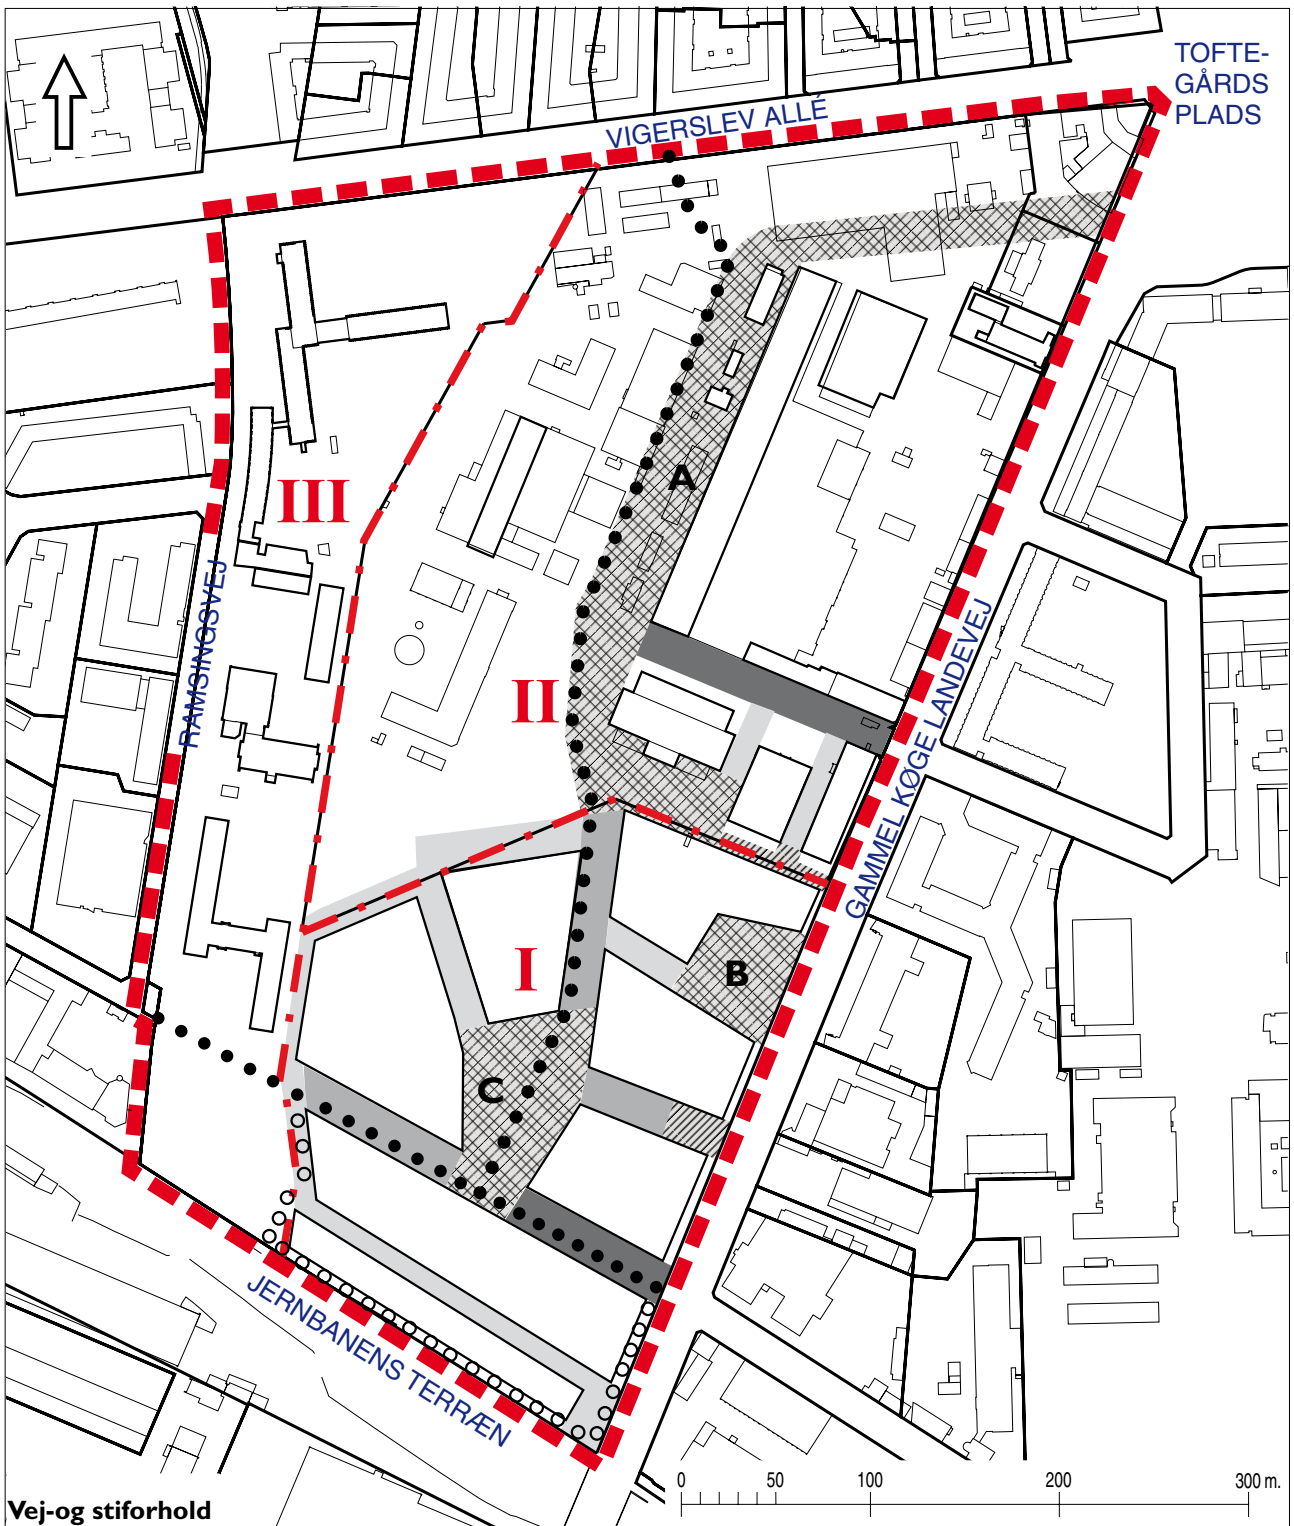 TOFTE-
GÅRDS
PLADS
VIGERSLEV ALLÉ
A
III
RAMSINGSVEJ
II
GAMMEL KØGE LANDEVEJ
I
B
C
JERNBANENS TERRÆN
0 50 100 200 300 m.
Vej-og stiforhold